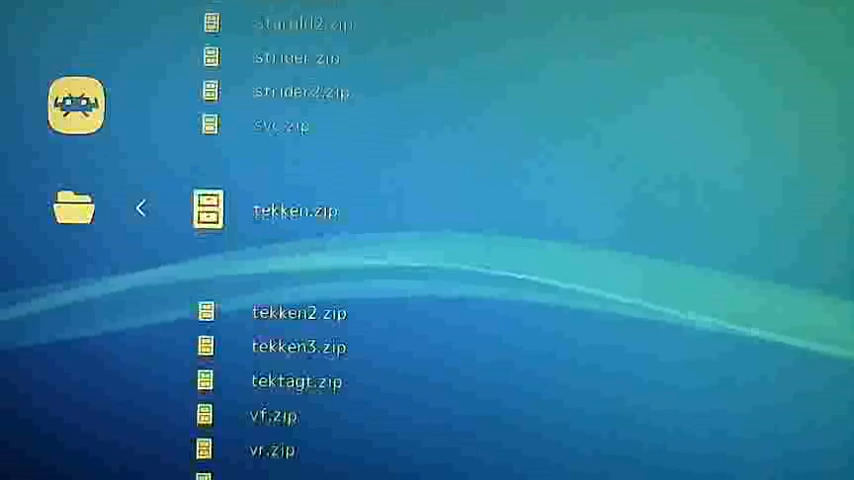 strider.zip
strider2.zip
svc.zip
tekken.zip
tekken2.zip
tekken3.zip
tektagt.zip
vf.zip
vr.zip